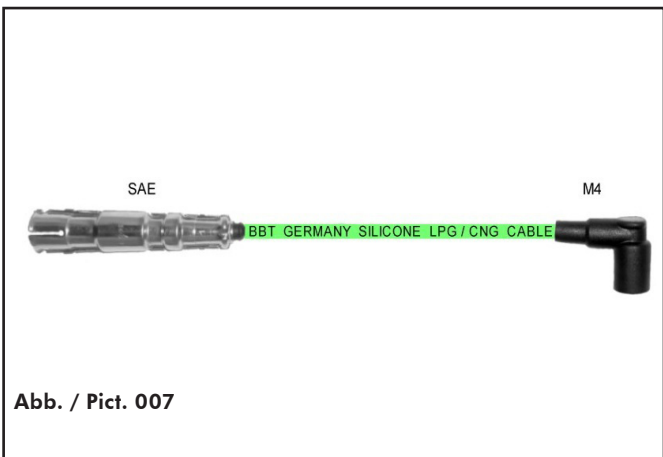 SAE
M4
BBT GERMANY SILICONE LPG / CNG CABLE
Abb. / Pict. 007